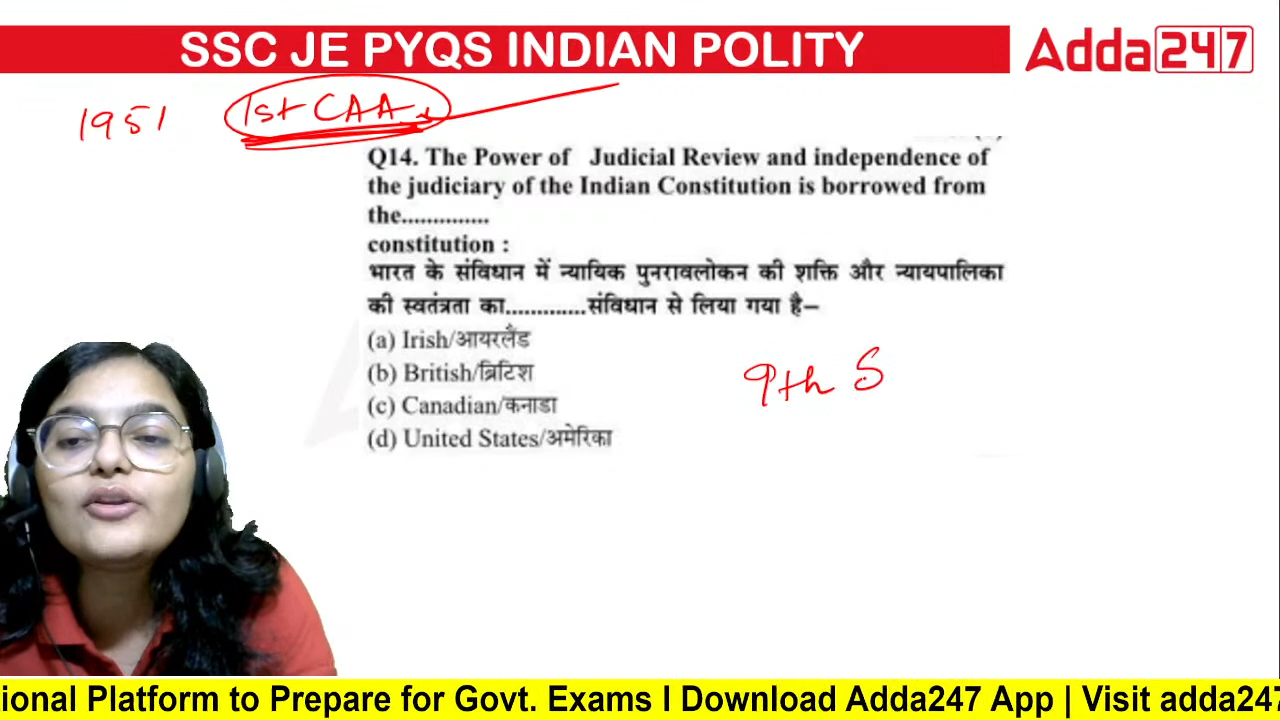 SSC JE PYQS INDIAN POLITY
Adda247
1951 1st CAA
Q14. The Power of Judicial Review and independence of
the judiciary of the Indian Constitution is borrowed from
the..............
constitution :
भारत के संविधान में न्यायिक पुनरावलोकन की शक्ति और न्यायपालिका
की स्वतंत्रता का.............संविधान से लिया गया है–
(a) Irish/आयरलैंड
(b) British/ब्रिटिश
(c) Canadian/कनाडा
(d) United States/अमेरिका
9th S
tional Platform to Prepare for Govt. Exams I Download Adda247 App | Visit adda247